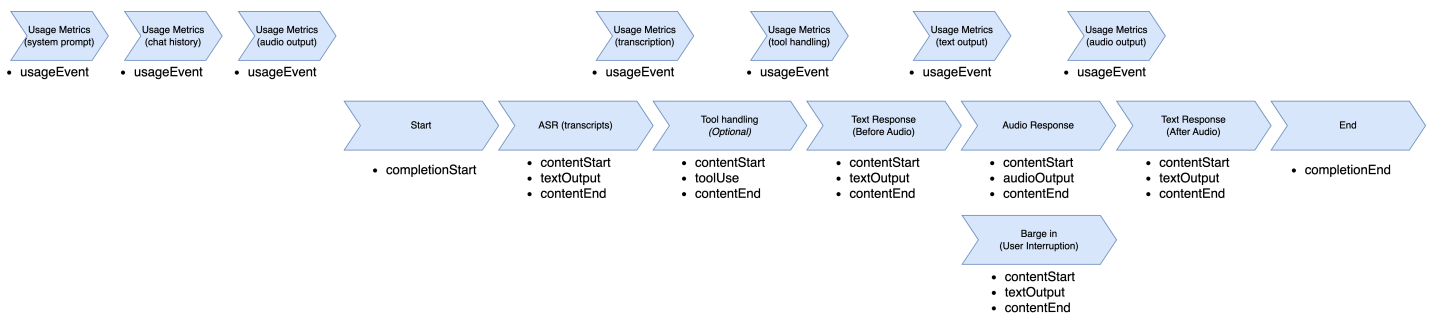 Usage Metrics
(system prompt)
• usageEvent
Usage Metrics
(chat history)
• usageEvent
Usage Metrics
(audio output)
• usageEvent
Usage Metrics
(transcription)
• usageEvent
Usage Metrics
(tool handling)
• usageEvent
Usage Metrics
(text output)
• usageEvent
Usage Metrics
(audio output)
• usageEvent
Start
• completionStart
ASR (transcripts)
• contentStart
• textOutput
• contentEnd
Tool handling
(Optional)
• contentStart
• toolUse
• contentEnd
Text Response
(Before Audio)
• contentStart
• textOutput
• contentEnd
Audio Response
• contentStart
• audioOutput
• contentEnd
Text Response
(After Audio)
• contentStart
• textOutput
• contentEnd
End
• completionEnd
Barge in
(User Interruption)
• contentStart
• textOutput
• contentEnd